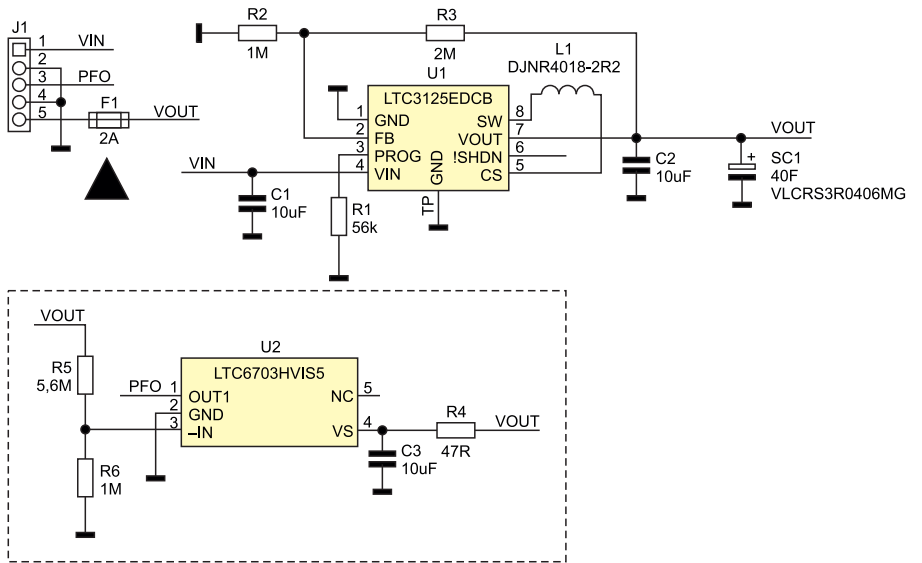 J1
1 VIN
2
3 PFO
4
5
F1
2A
VOUT
R2
1M
R3
2M
U1
LTC3125EDCB
1 GND
2 FB
3 PROG
4 VIN
SW 8
VOUT 7
!SHDN 6
CS 5
GND
TP
L1
DJNR4018-2R2
VIN
C1
10uF
R1
56k
C2
10uF
VOUT
+
SC1
40F
VLCRS3R0406MG
VOUT
R5
5,6M
R6
1M
U2
LTC6703HVIS5
PFO 1 OUT1
2 GND
3 –IN
NC 5
VS 4
C3
10uF
R4
47R
VOUT